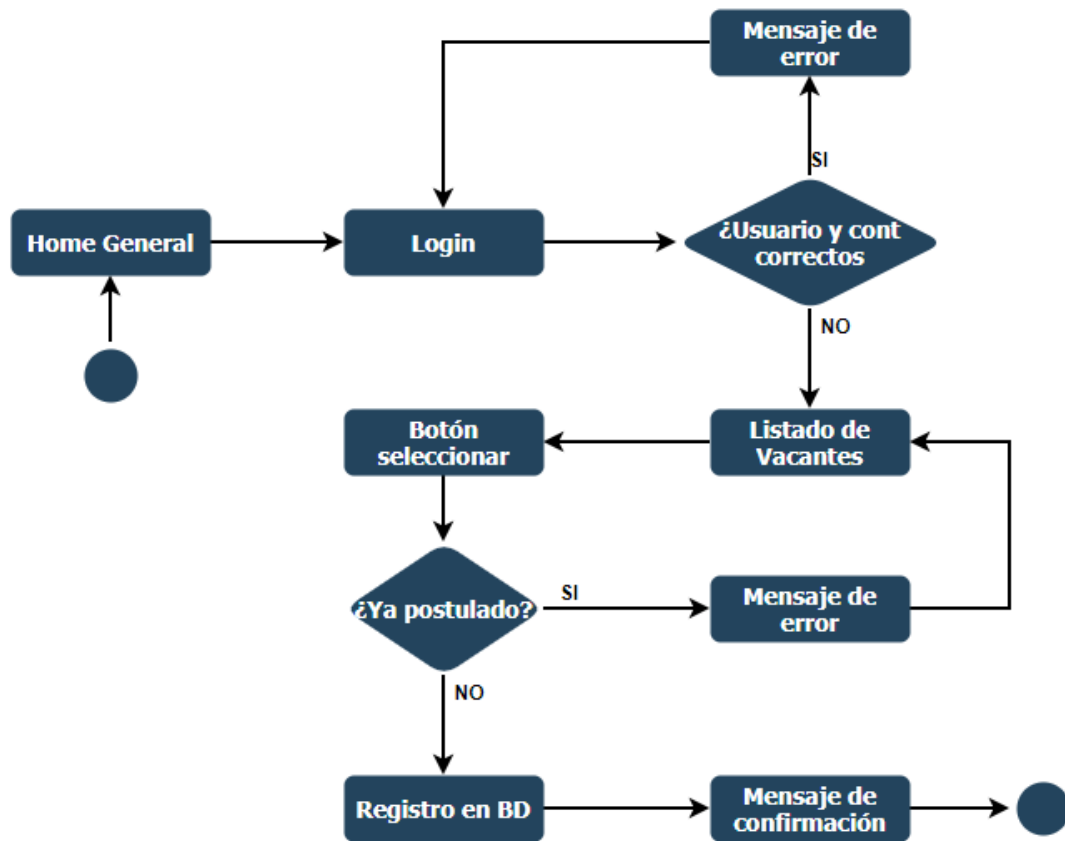 Mensaje de
error
SI
Home General
Login
¿Usuario y cont
correctos
NO
Botón
seleccionar
Listado de
Vacantes
¿Ya postulado?
SI
Mensaje de
error
NO
Registro en BD
Mensaje de
confirmación